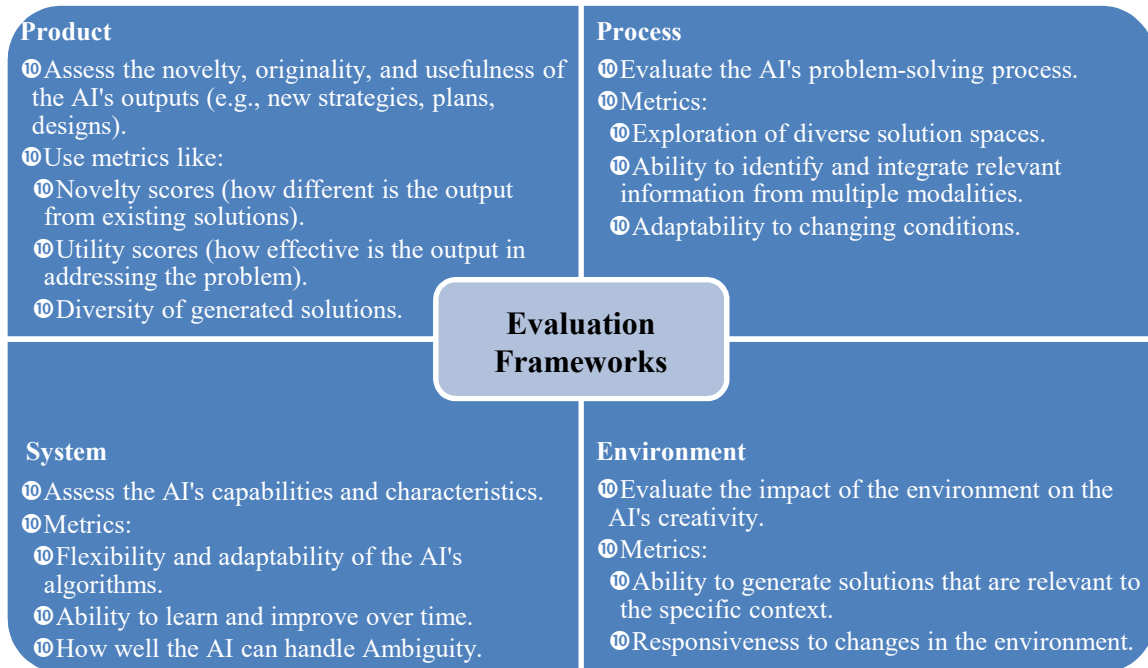 Product
❿Assess the novelty, originality, and usefulness of
the AI's outputs (e.g., new strategies, plans,
designs).
❿Use metrics like:
❿Novelty scores (how different is the output
from existing solutions).
❿Utility scores (how effective is the output in
addressing the problem).
❿Diversity of generated solutions.
Process
❿Evaluate the AI's problem-solving process.
❿Metrics:
❿Exploration of diverse solution spaces.
❿Ability to identify and integrate relevant
information from multiple modalities.
❿Adaptability to changing conditions.
Evaluation
Frameworks
System
❿Assess the AI's capabilities and characteristics.
❿Metrics:
❿Flexibility and adaptability of the AI's
algorithms.
❿Ability to learn and improve over time.
❿How well the AI can handle Ambiguity.
Environment
❿Evaluate the impact of the environment on the
AI's creativity.
❿Metrics:
❿Ability to generate solutions that are relevant to
the specific context.
❿Responsiveness to changes in the environment.